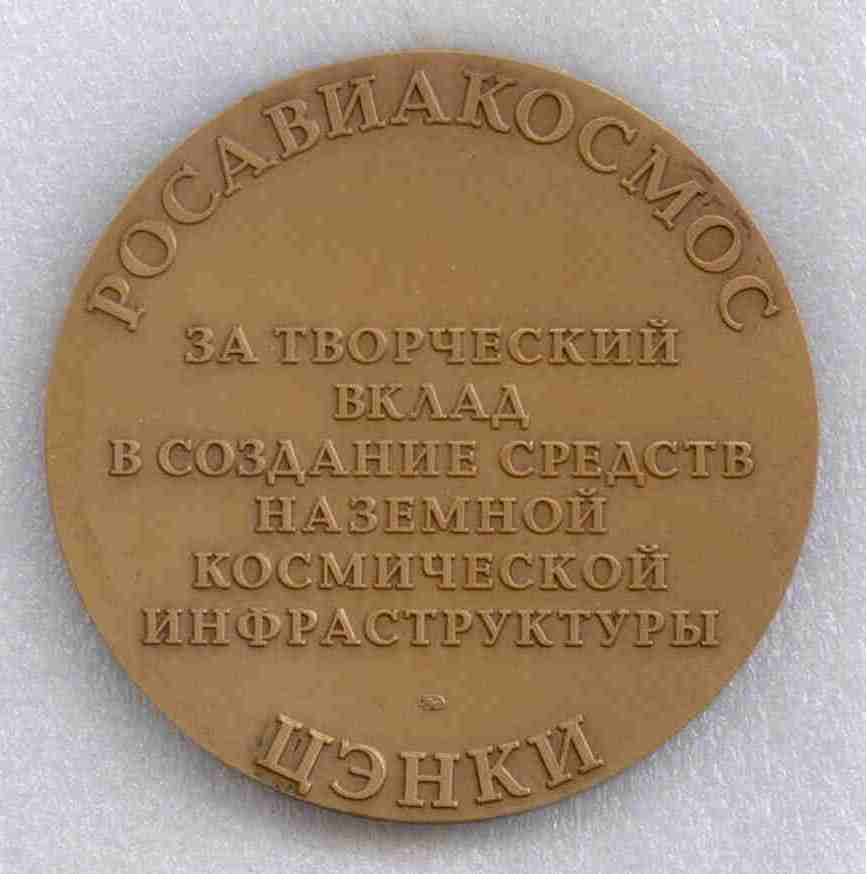 РОСАВИАКОСМОС
ЗА ТВОРЧЕСКИЙ
ВКЛАД
В СОЗДАНИЕ СРЕДСТВ
НАЗЕМНОЙ
КОСМИЧЕСКОЙ
ИНФРАСТРУКТУРЫ
ЦЭНКИ